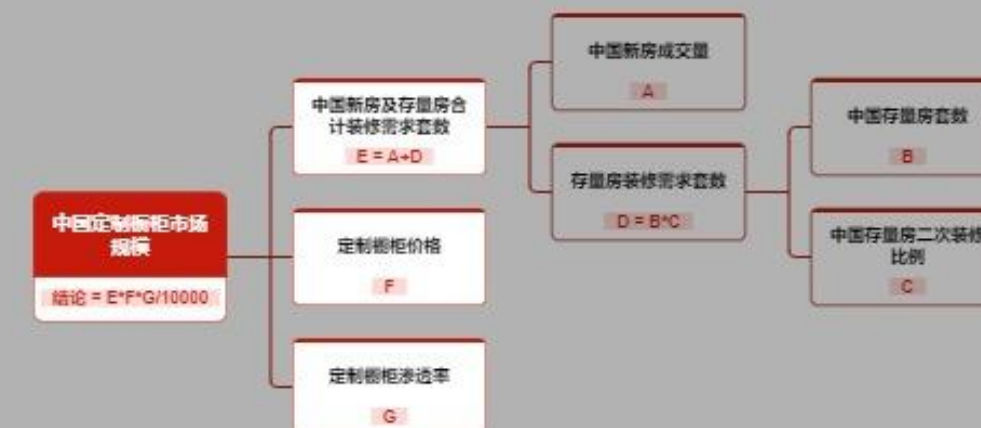 中国新房成交量
A
中国新房及存量房合
计装修需求套数
E = A+D
中国存量房套数
B
存量房装修需求套数
D = B*C
中国定制橱柜市场
规模
结论 = E*F*G/10000
定制橱柜价格
F
中国存量房二次装修
比例
C
定制橱柜渗透率
G